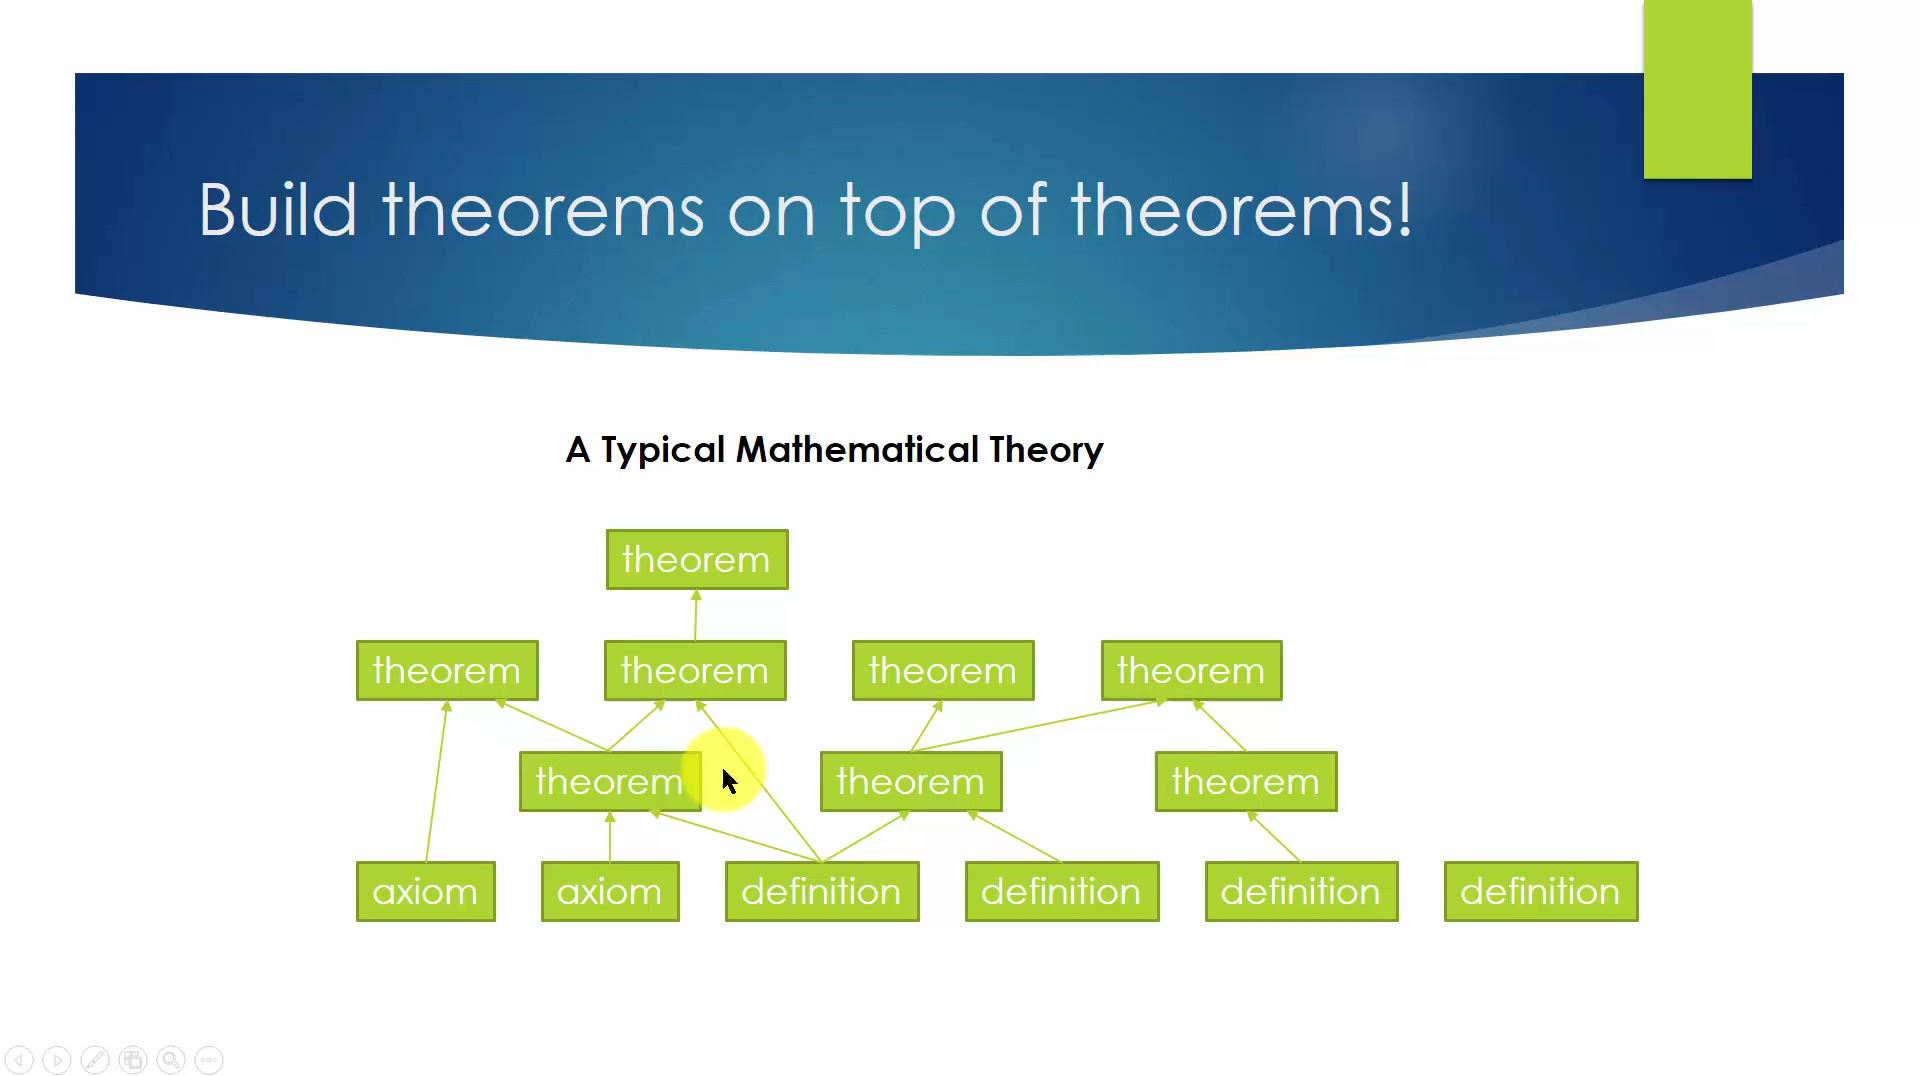 Build theorems on top of theorems!
A Typical Mathematical Theory
theorem
theorem theorem theorem theorem
theorem theorem theorem
axiom axiom definition definition definition definition